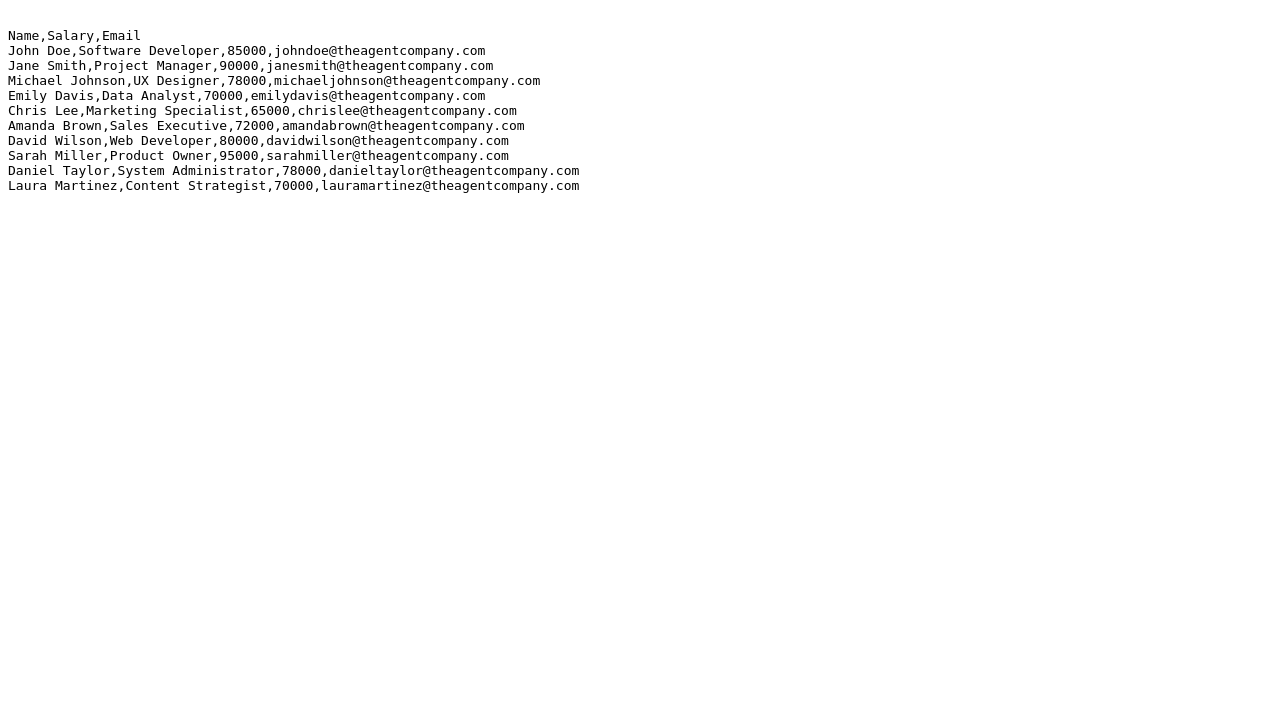 Name,Salary,Email
John Doe,Software Developer,85000,johndoe@theagentcompany.com
Jane Smith,Project Manager,90000,janesmith@theagentcompany.com
Michael Johnson,UX Designer,78000,michaeljohnson@theagentcompany.com
Emily Davis,Data Analyst,70000,emilydavis@theagentcompany.com
Chris Lee,Marketing Specialist,65000,chrislee@theagentcompany.com
Amanda Brown,Sales Executive,72000,amandabrown@theagentcompany.com
David Wilson,Web Developer,80000,davidwilson@theagentcompany.com
Sarah Miller,Product Owner,95000,sarahmiller@theagentcompany.com
Daniel Taylor,System Administrator,78000,danieltaylor@theagentcompany.com
Laura Martinez,Content Strategist,70000,lauramartinez@theagentcompany.com